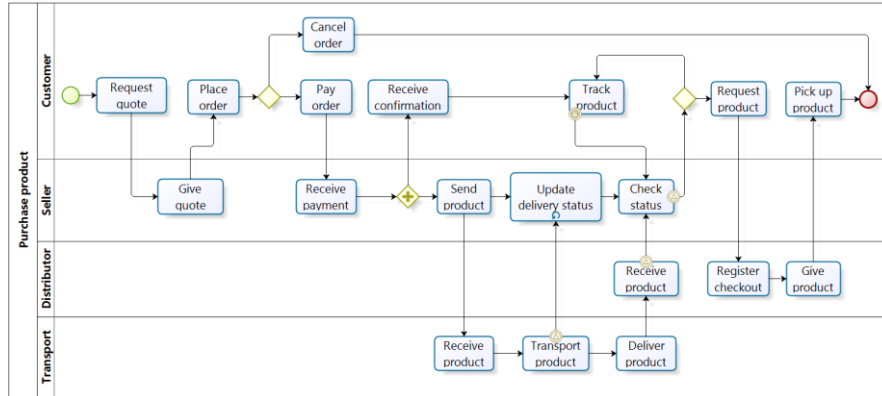 Purchase product
Customer
Cancel
order
Request
quote
Place
order
Pay
order
Receive
confirmation
Track
product
Request
product
Pick up
product
Seller
Give
quote
Receive
payment
Send
product
Update
delivery status
Check
status
Distributor
Receive
product
Register
checkout
Give
product
Transport
Receive
product
Transport
product
Deliver
product